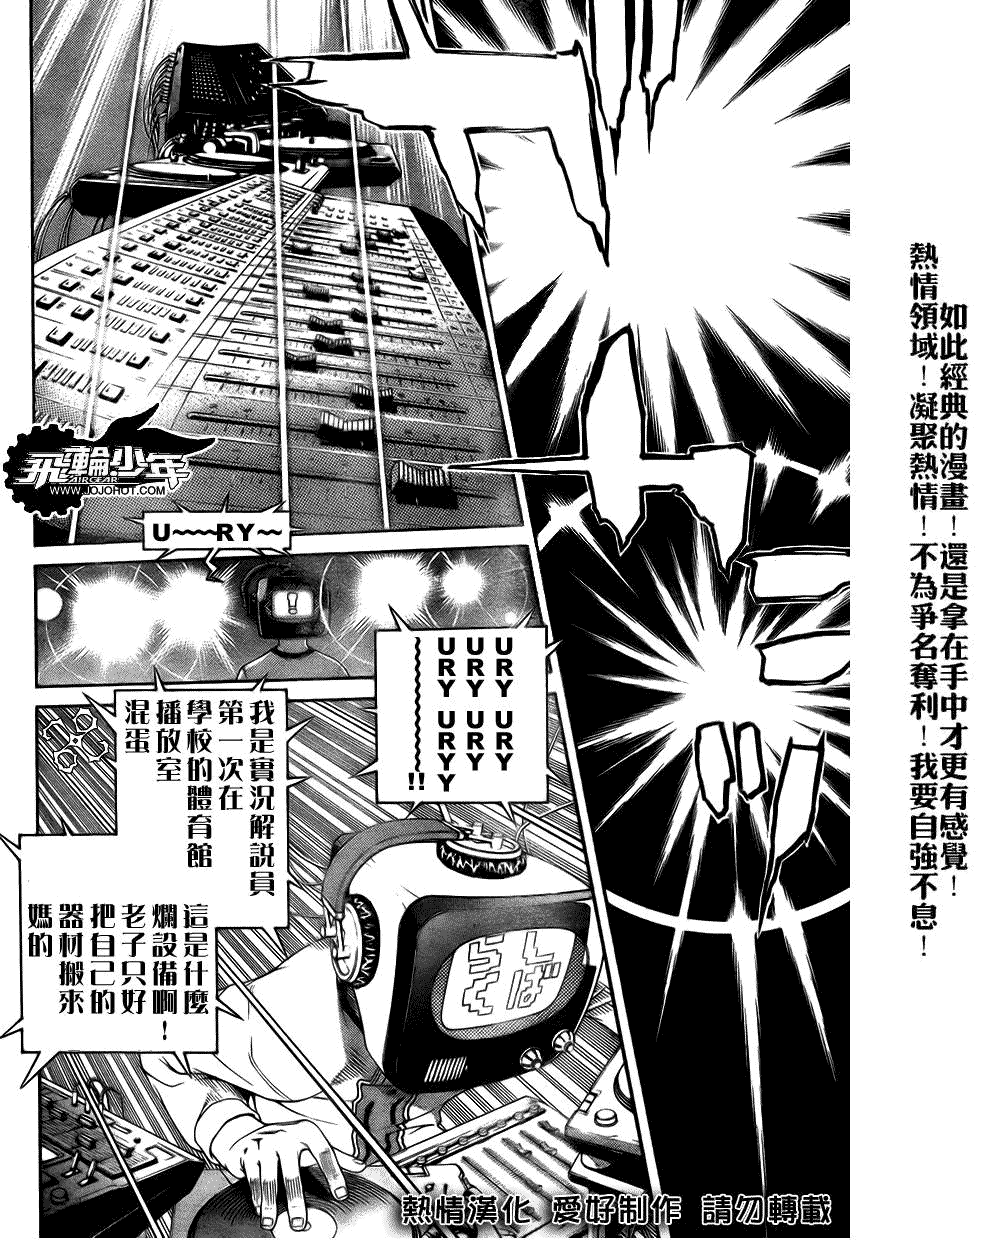 如此經典的漫畫！還是拿在手中才更有感覺！
熱情領域！凝聚熱情！不為爭名奪利！我要自強不息！
飛輪少年
AIR GEAR
WWW.JOJOHOT.COM
U~~~RY~~
!
URY URY
URY URY
URY URYY
~~~~~!!
我是實況解說員
第一次在
學校的體育館
播放室
混蛋
這是什麼
爛設備啊！
老子只好
把自己的
器材搬來
媽的
しば
らく
熱情漢化 愛好制作 請勿轉載